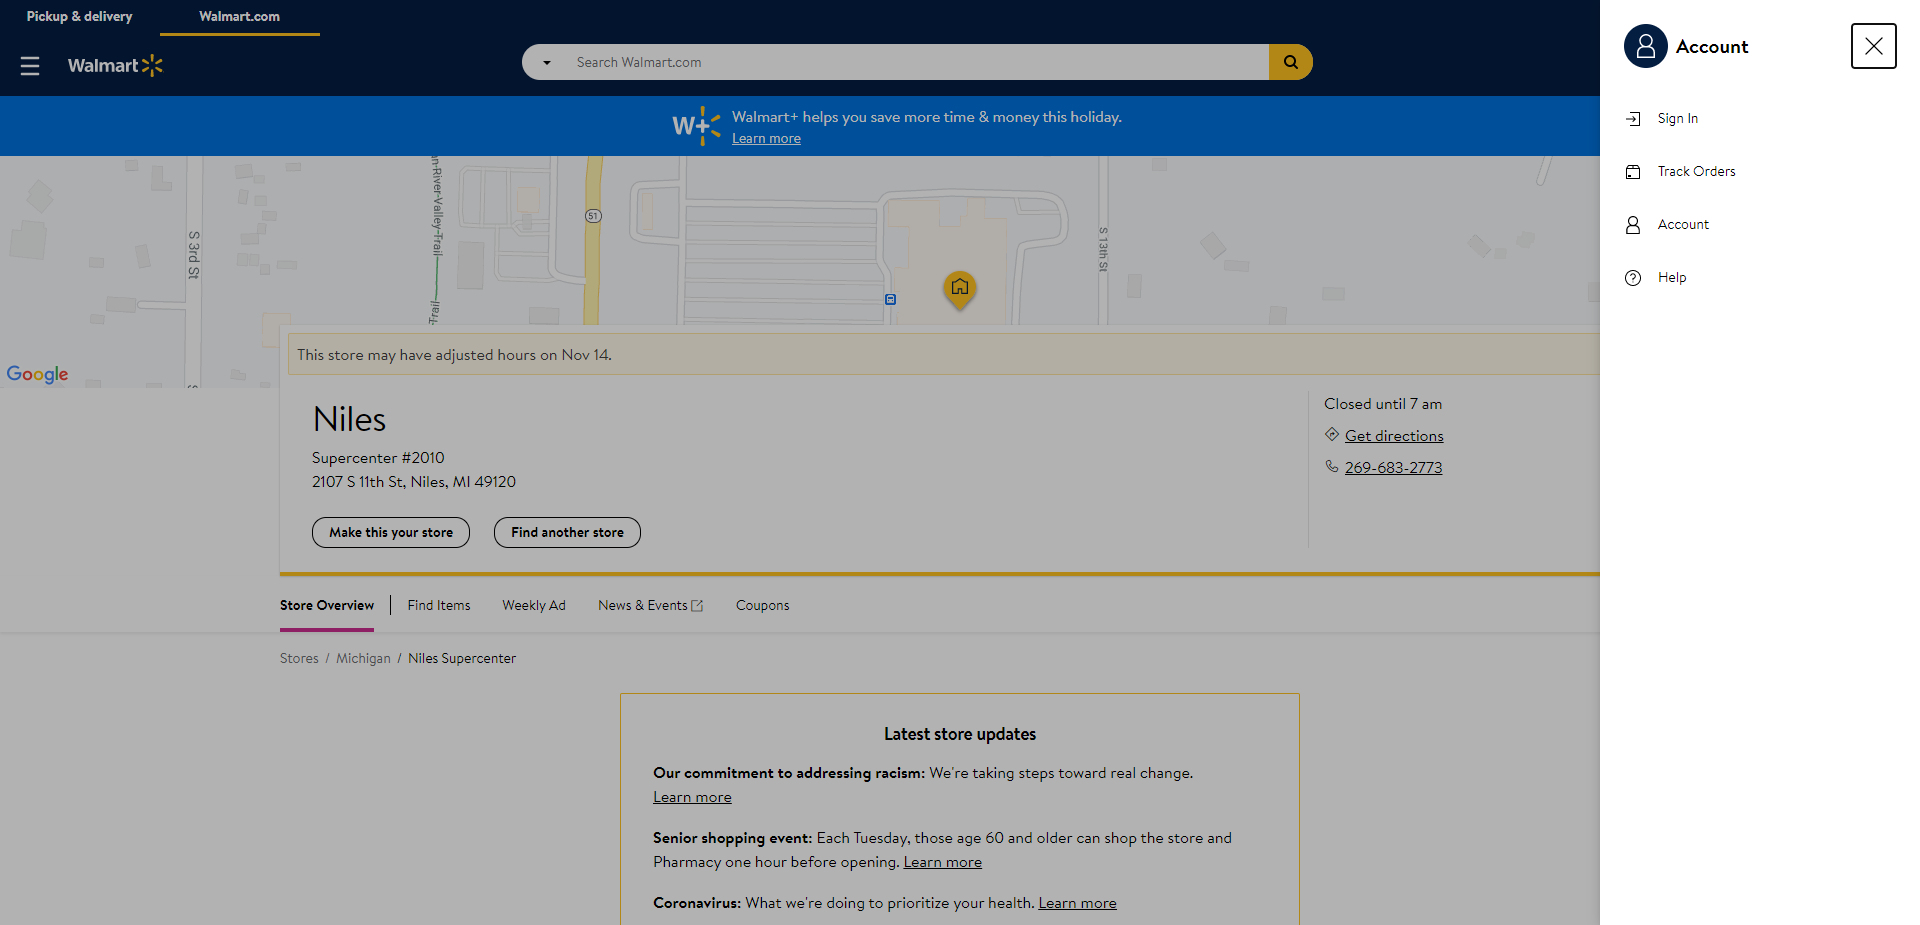 Pickup & delivery
Walmart.com
Walmart
Search Walmart.com
Account
Sign In
Track Orders
Account
Help
W+
Walmart+ helps you save more time & money this holiday.
Learn more
S 3rd St
n-River-Valley-Trail
-Trail
51
S 13th St
S
Google
This store may have adjusted hours on Nov 14.
Niles
Supercenter #2010
2107 S 11th St, Niles, MI 49120
Make this your store
Find another store
Closed until 7 am
Get directions
269-683-2773
Store Overview
Find Items
Weekly Ad
News & Events
Coupons
Stores / Michigan / Niles Supercenter
Latest store updates
Our commitment to addressing racism: We're taking steps toward real change.
Learn more
Senior shopping event: Each Tuesday, those age 60 and older can shop the store and
Pharmacy one hour before opening. Learn more
Coronavirus: What we're doing to prioritize your health. Learn more